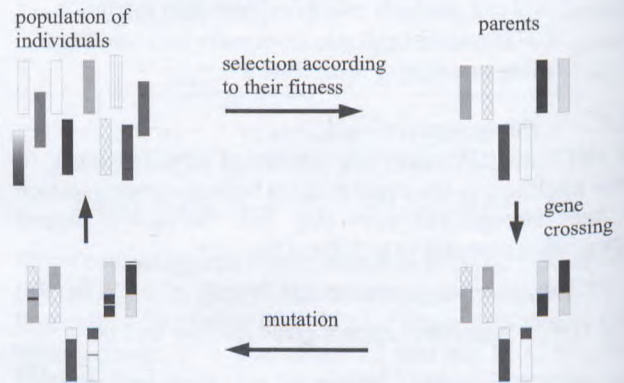 population of
individuals
selection according
to their fitness
parents
gene
crossing
mutation